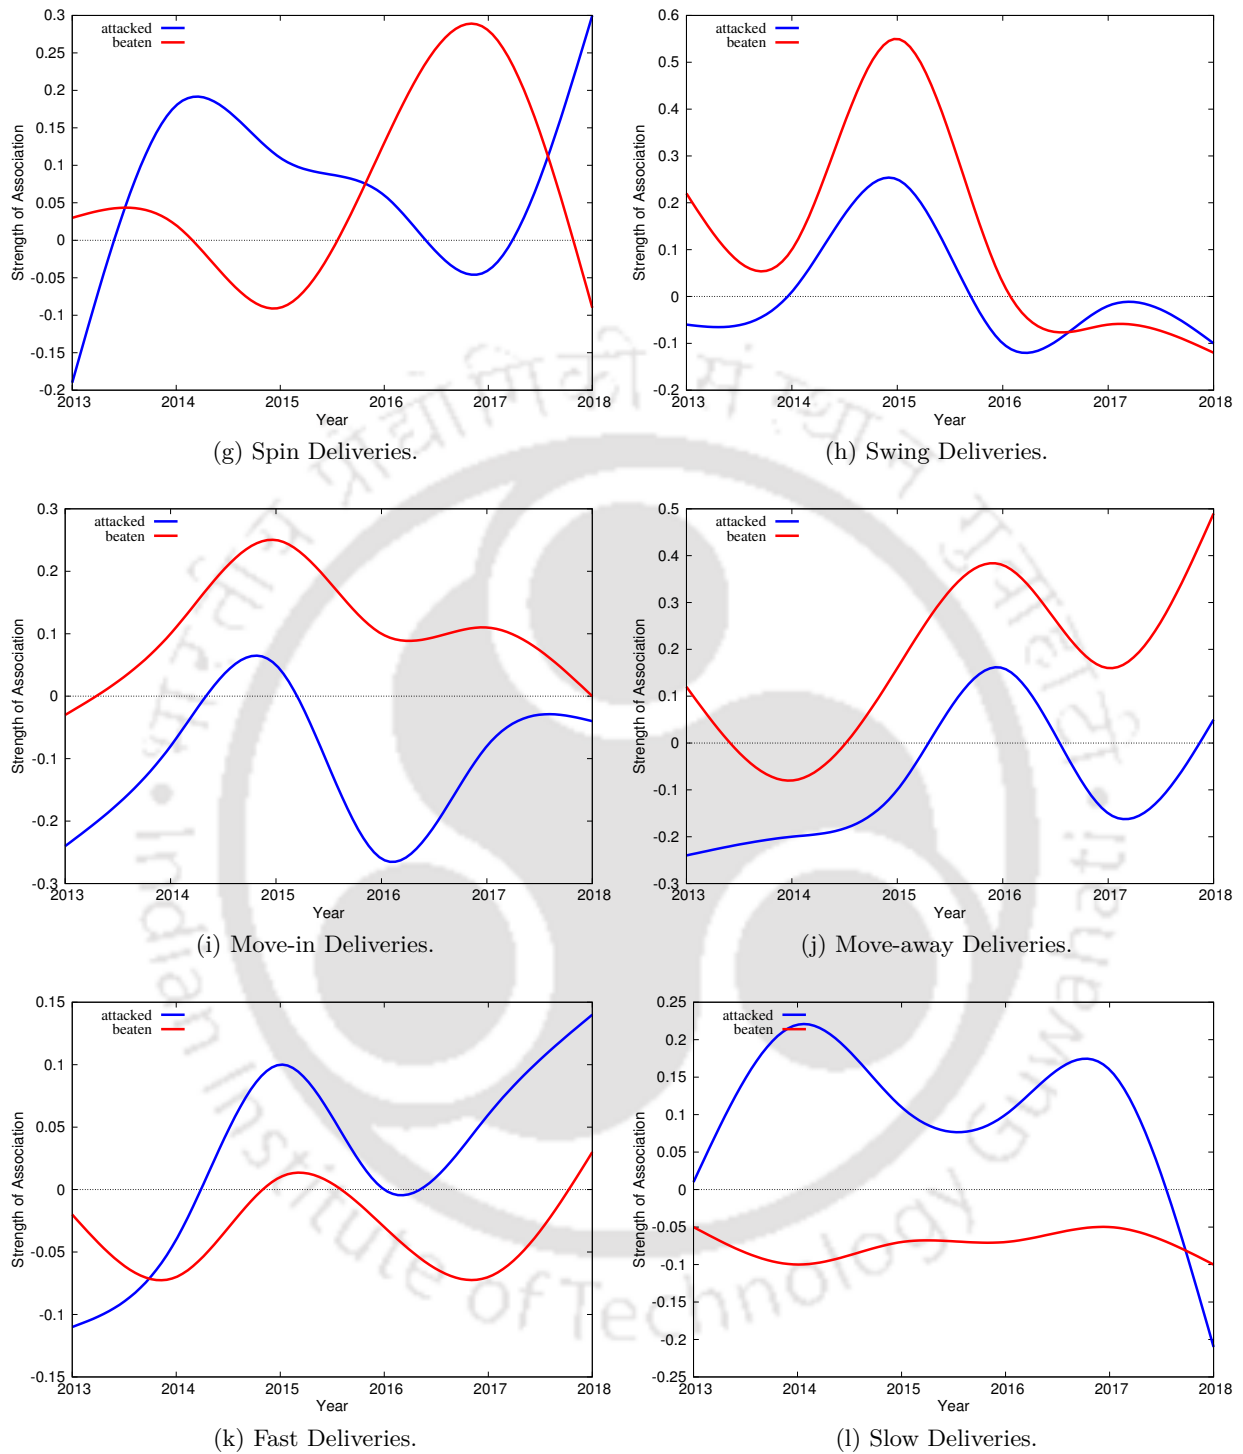 attacked
beaten
Strength of Association
0.3
0.25
0.2
0.15
0.1
0.05
0
-0.05
-0.1
-0.15
-0.2
2013 2014 2015 2016 2017 2018
Year
(g) Spin Deliveries.
attacked
beaten
Strength of Association
0.6
0.5
0.4
0.3
0.2
0.1
0
-0.1
-0.2
2013 2014 2015 2016 2017 2018
Year
(h) Swing Deliveries.
attacked
beaten
Strength of Association
0.3
0.2
0.1
0
-0.1
-0.2
-0.3
2013 2014 2015 2016 2017 2018
Year
(i) Move-in Deliveries.
attacked
beaten
Strength of Association
0.5
0.4
0.3
0.2
0.1
0
-0.1
-0.2
-0.3
2013 2014 2015 2016 2017 2018
Year
(j) Move-away Deliveries.
attacked
beaten
Strength of Association
0.15
0.1
0.05
0
-0.05
-0.1
-0.15
2013 2014 2015 2016 2017 2018
Year
(k) Fast Deliveries.
attacked
beaten
Strength of Association
0.25
0.2
0.15
0.1
0.05
0
-0.05
-0.1
-0.15
-0.2
-0.25
2013 2014 2015 2016 2017 2018
Year
(l) Slow Deliveries.
Indian Institute of Technology Guwahati